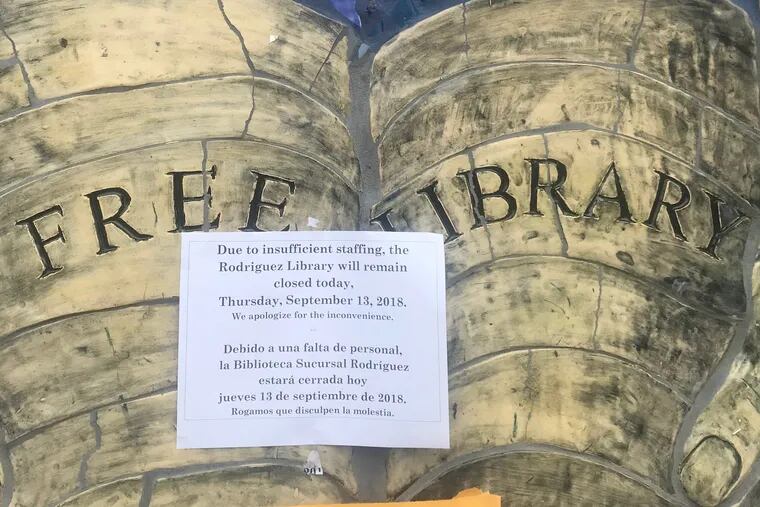 FREE LIBRARY
Due to insufficient staffing, the
Rodriguez Library will remain
closed today,
Thursday, September 13, 2018.
We apologize for the inconvenience.
Debido a una falta de personal,
la Biblioteca Sucursal Rodríguez
estará cerrada hoy
jueves 13 de septiembre de 2018.
Rogamos que disculpen la molestia.